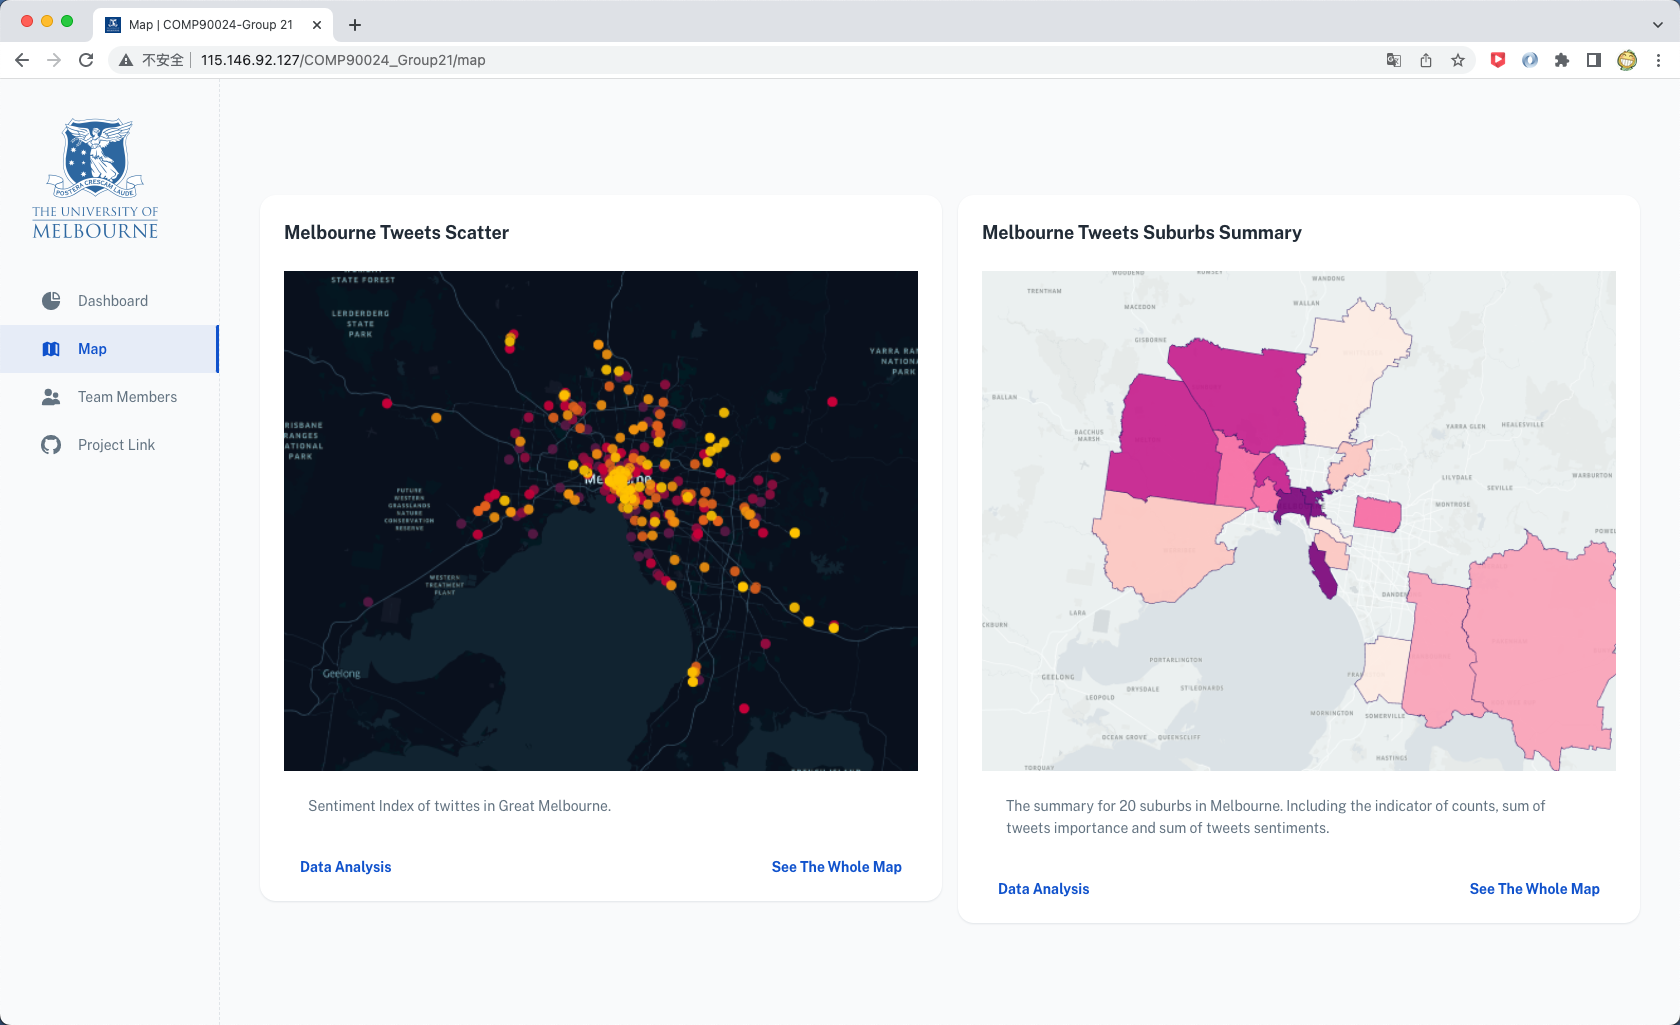 Map | COMP90024-Group 21
不安全
115.146.92.127/COMP90024_Group21/map
POSTERA CRESCAM LAUDE
THE UNIVERSITY OF
MELBOURNE
Dashboard
Map
Team Members
Project Link
Melbourne Tweets Scatter
STATE FOREST
LERDERDERG
STATE
PARK
YARRA RAN
NATIONA
PARK
RISBANE
RANGES
ATIONAL
PARK
FUTURE
WESTERN
GRASSLANDS
NATURE
CONSERVATION
RESERVE
WESTERN
TREATMENT
PLANT
Geelong
Sentiment Index of twittes in Great Melbourne.
Data Analysis
See The Whole Map
Melbourne Tweets Suburbs Summary
WOODEND
ROMSEY
WANDONG
TRENTHAM
MACEDON
WALLAN
GISBORNE
BALLAN
BACCHUS
MARSH
YARRA GLEN
HEALESVILLE
LILYDALE
WARBURTON
SEVILLE
MONTROSE
POWEL
DANDEN
LARA
CKBURN
PORTARLINGTON
GEELONG
DRYSDALE
ST LEONARDS
LEOPOLD
FRAN
MORNINGTON
SOMERVILLE
OCEAN GROVE
QUEENSCLIFF
HASTINGS
TORQUAY
The summary for 20 suburbs in Melbourne. Including the indicator of counts, sum of
tweets importance and sum of tweets sentiments.
Data Analysis
See The Whole Map